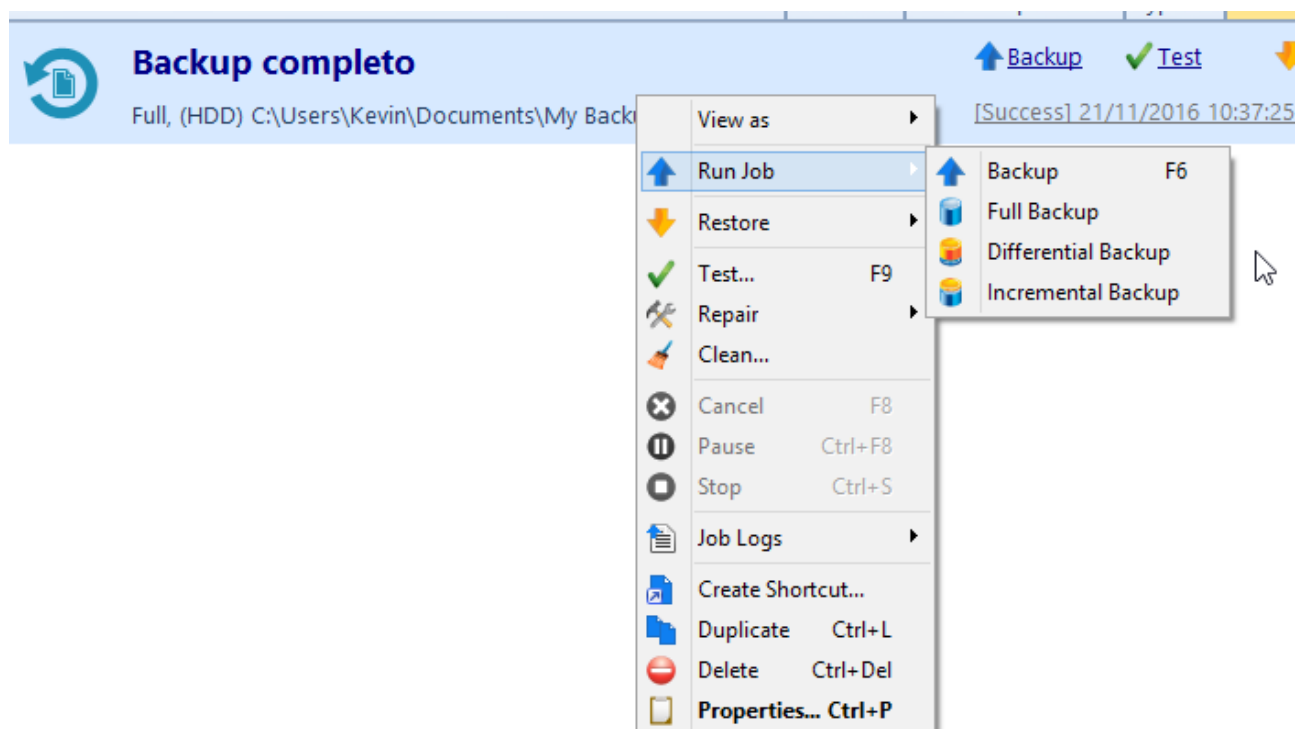 Backup completo
Backup
Test
Full, (HDD) C:\Users\Kevin\Documents\My Back
[Success] 21/11/2016 10:37:25
View as
Run Job
Restore
Test... F9
Repair
Clean...
Cancel F8
Pause Ctrl+F8
Stop Ctrl+S
Job Logs
Create Shortcut...
Duplicate Ctrl+L
Delete Ctrl+Del
Properties... Ctrl+P
Backup F6
Full Backup
Differential Backup
Incremental Backup